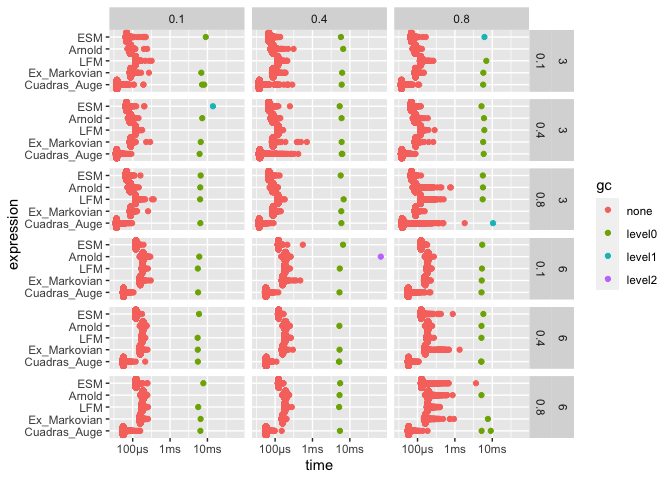 0.1 0.4 0.8
ESM
Arnold
LFM
Ex_Markovian
Cuadras_Auge
0.1 3
ESM
Arnold
LFM
Ex_Markovian
Cuadras_Auge
0.4 3
ESM
Arnold
LFM
Ex_Markovian
Cuadras_Auge
0.8 3
ESM
Arnold
LFM
Ex_Markovian
Cuadras_Auge
0.1 6
ESM
Arnold
LFM
Ex_Markovian
Cuadras_Auge
0.4 6
ESM
Arnold
LFM
Ex_Markovian
Cuadras_Auge
0.8 6
100µs 1ms 10ms 100µs 1ms 10ms 100µs 1ms 10ms
time
expression
gc
none
level0
level1
level2